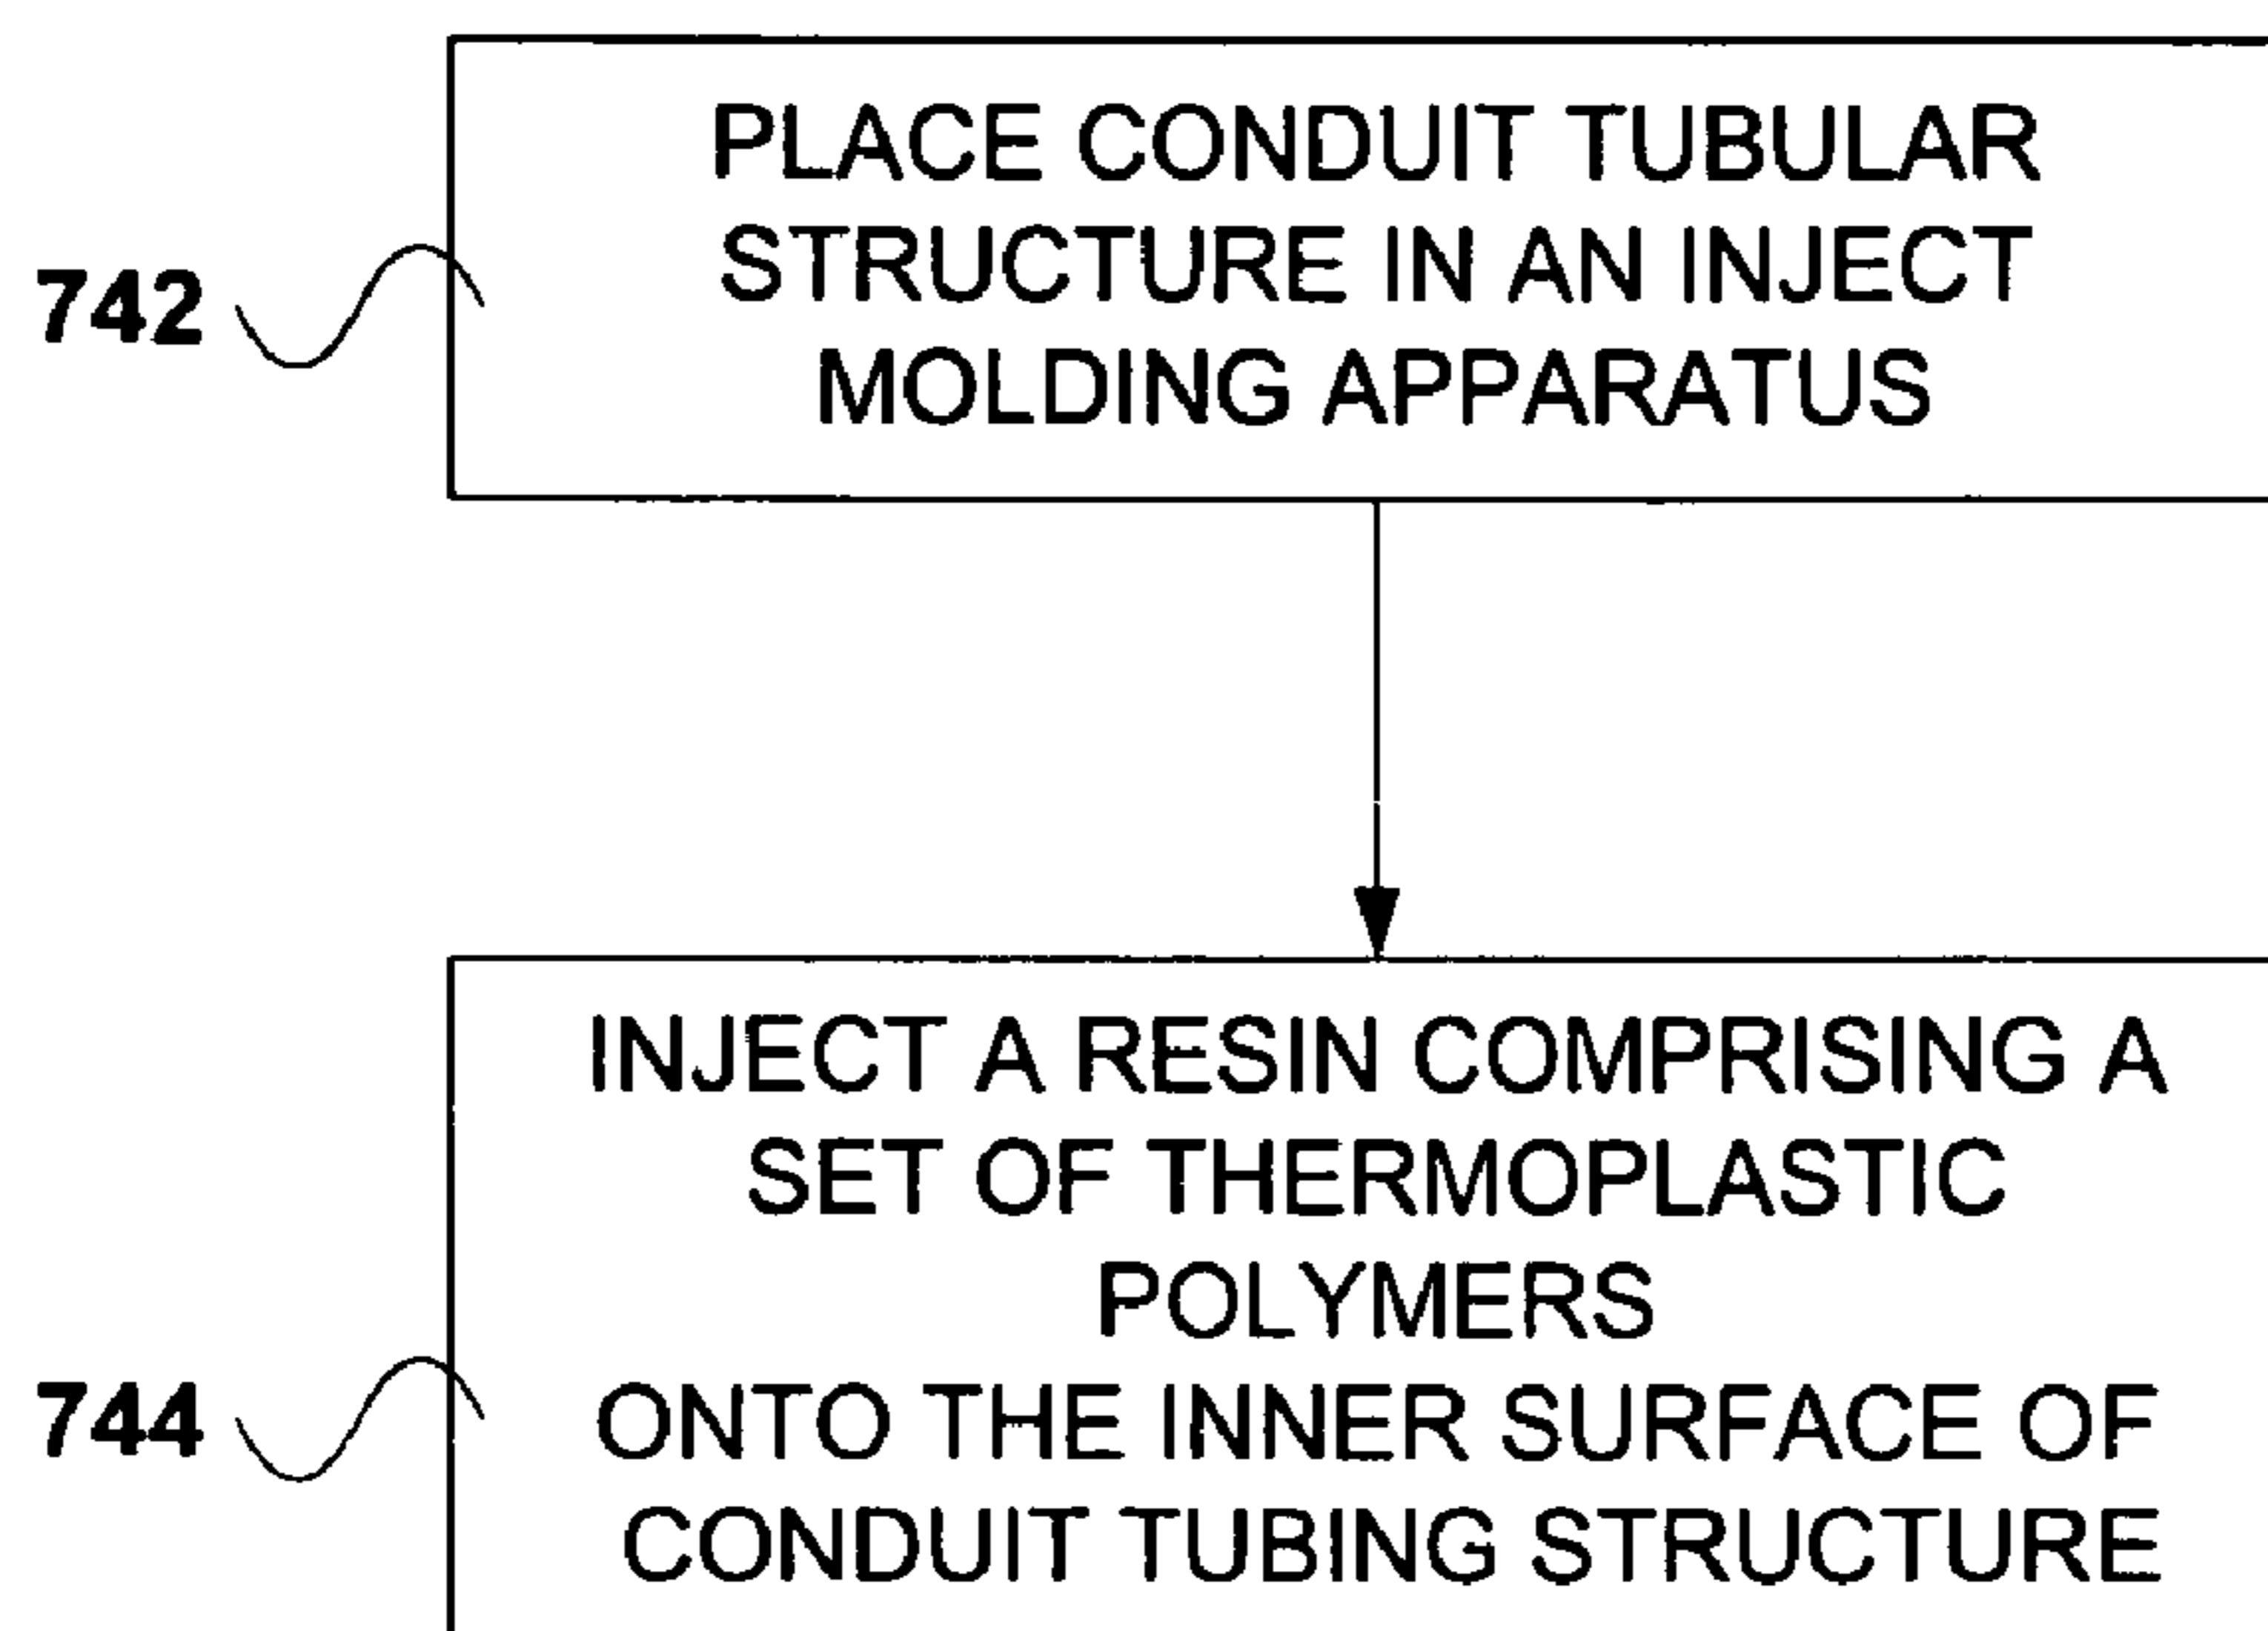 PLACE CONDUIT TUBULAR
STRUCTURE IN AN INJECT
MOLDING APPARATUS
742
INJECT A RESIN COMPRISING A
SET OF THERMOPLASTIC
POLYMERS
ONTO THE INNER SURFACE OF
CONDUIT TUBING STRUCTURE
744